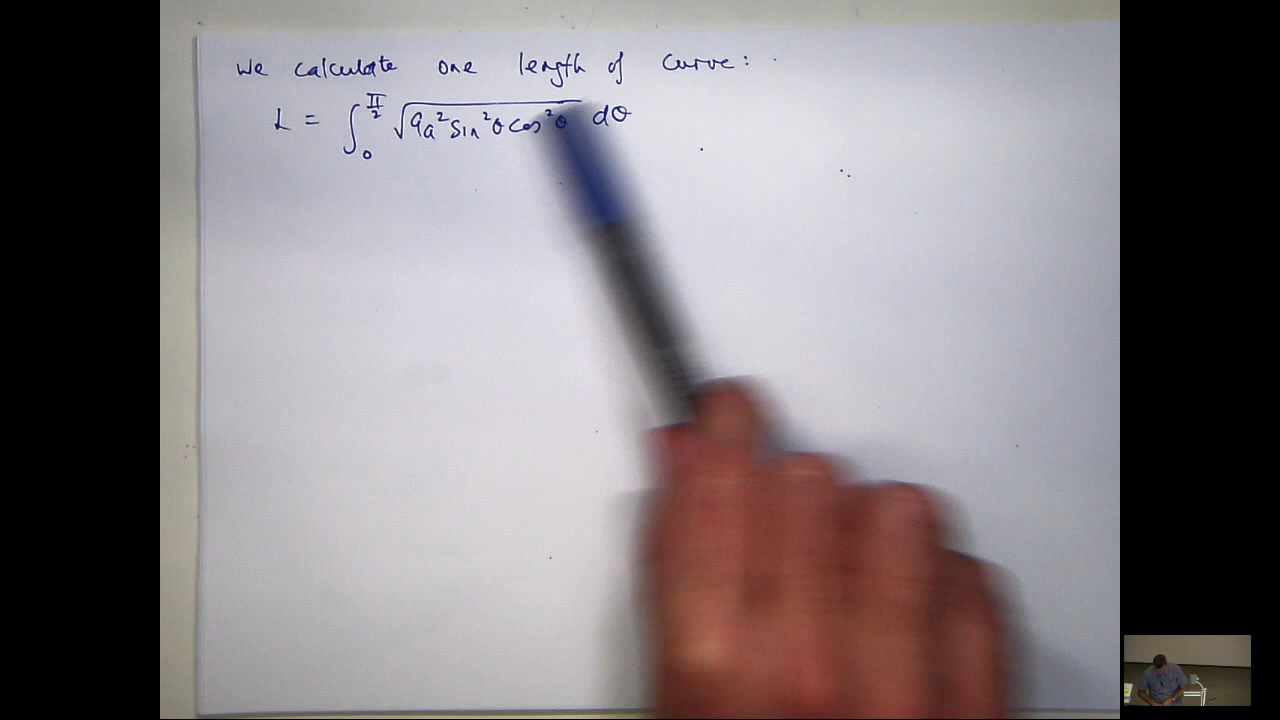 We calculate one length of curve:
L = ∫₀^{π/2} √(9a² sin²θ cos²θ) dθ